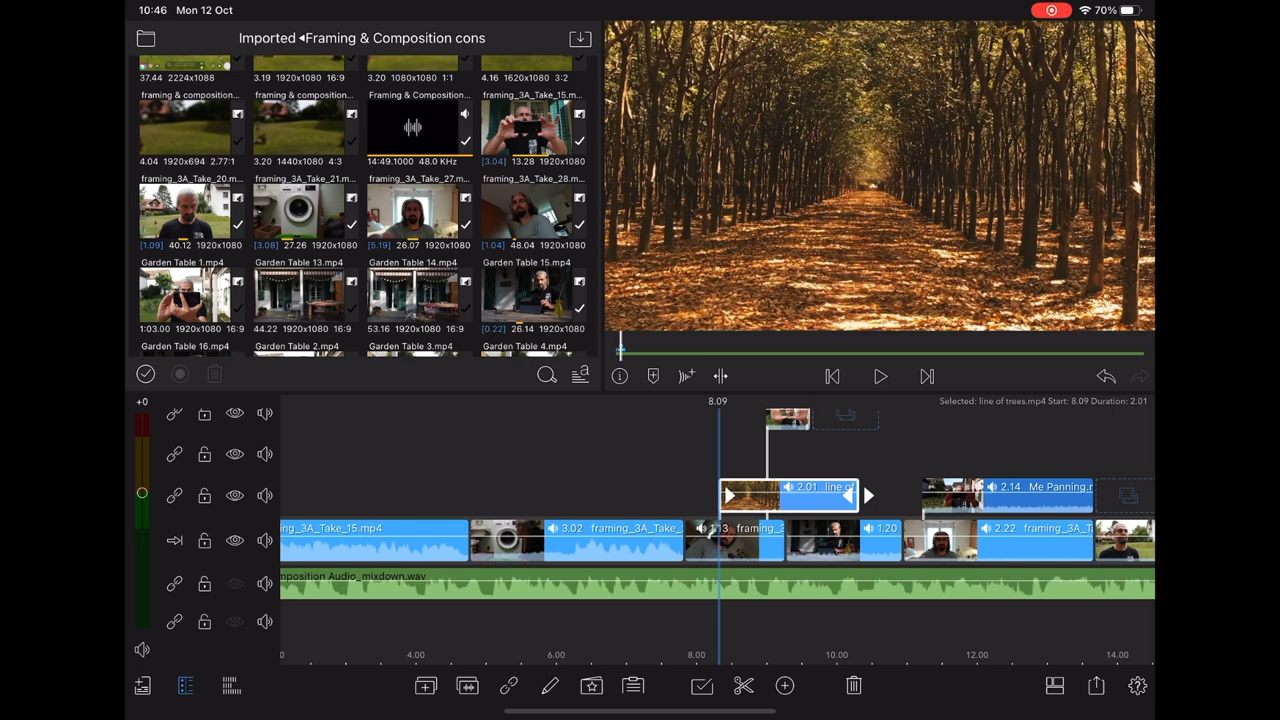 10:46 Mon 12 Oct
70%
Imported ◂Framing & Composition cons
37.44 2224x1088
3.19 1920x1080 16:9
3.20 1080x1080 1:1
4.16 1620x1080 3:2
framing & composition...
framing & composition...
Framing & Composition...
framing_3A_Take_15.m...
4.04 1920x694 2.77:1
3.20 1440x1080 4:3
14:49.1000 48.0 KHz
[3.04] 13.28 1920x1080
framing_3A_Take_20.m...
framing_3A_Take_21.m...
framing_3A_Take_27.m...
framing_3A_Take_28.m...
[1.09] 40.12 1920x1080
[3.08] 27.26 1920x1080
[5.19] 26.07 1920x1080
[1.04] 48.04 1920x1080
Garden Table 1.mp4
Garden Table 13.mp4
Garden Table 14.mp4
Garden Table 15.mp4
1:03.00 1920x1080 16:9
44.22 1920x1080 16:9
53.16 1920x1080 16:9
[0.22] 26.14 1920x1080
Garden Table 16.mp4
Garden Table 2.mp4
Garden Table 3.mp4
Garden Table 4.mp4
+0
8.09
Selected: line of trees.mp4 Start: 8.09 Duration: 2.01
2.01 line of
2.14 Me Panning.m
ing_3A_Take_15.mp4
3.02 framing_3A_Take_
1.13 framing_3
1.20
2.22 framing_3A_T
mposition Audio_mixdown.wav
0
4.00
6.00
8.00
10.00
12.00
14.00